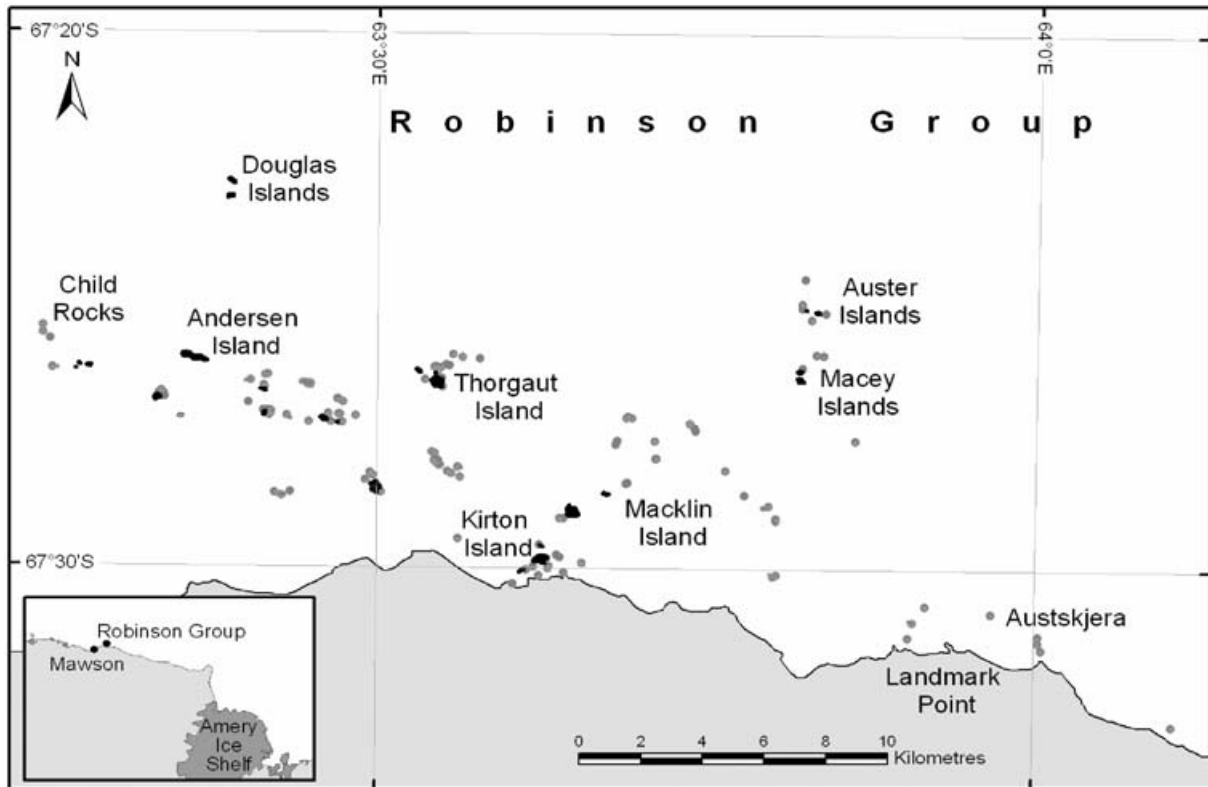 67°20'S
63°30'E
64°0'E
N
Robinson Group
Douglas
Islands
Child
Rocks
Andersen
Island
Auster
Islands
Thorgaut
Island
Macey
Islands
Kirton
Island
Macklin
Island
67°30'S
Austskjera
Landmark
Point
Robinson Group
Mawson
Amery
Ice
Shelf
0 2 4 6 8 10
Kilometres